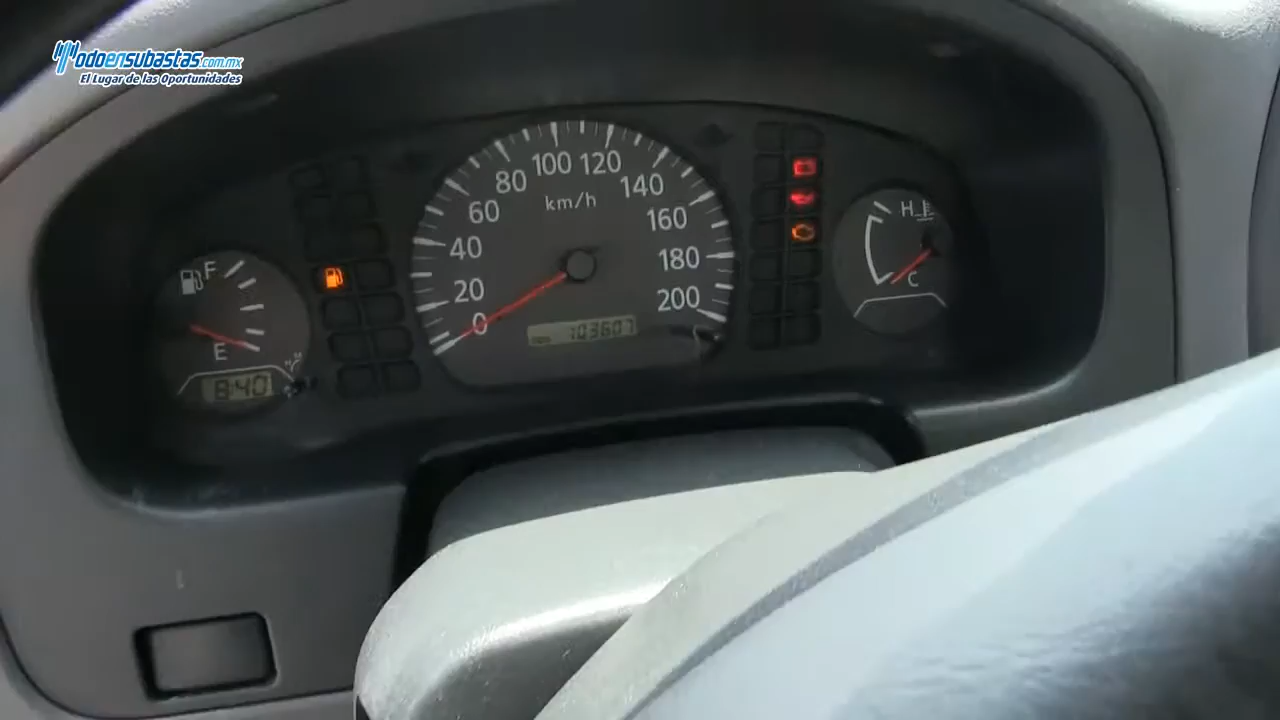 Todoensubastas.com.mx
El Lugar de las Oportunidades
100 120
80 140
60 km/h 160
40 180
20 200
0
103607
F
E
8:40
H
C